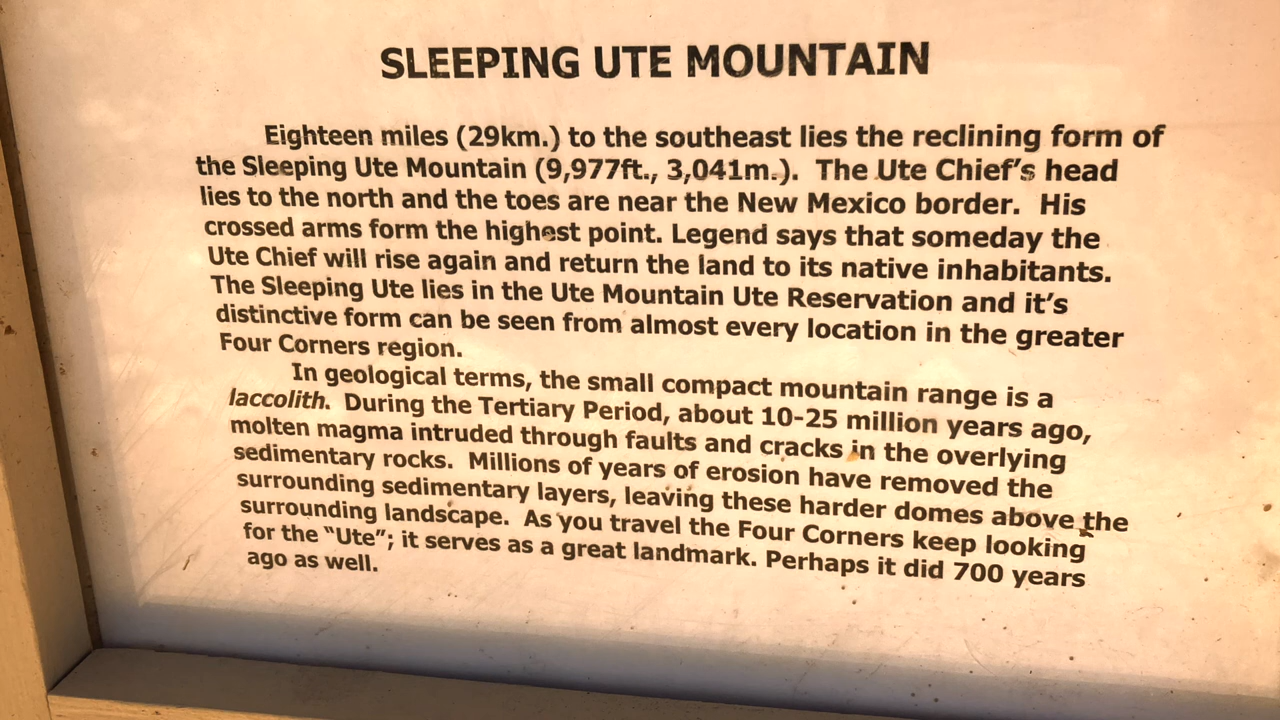 SLEEPING UTE MOUNTAIN
Eighteen miles (29km.) to the southeast lies the reclining form of
the Sleeping Ute Mountain (9,977ft., 3,041m.). The Ute Chief's head
lies to the north and the toes are near the New Mexico border. His
crossed arms form the highest point. Legend says that someday the
Ute Chief will rise again and return the land to its native inhabitants.
The Sleeping Ute lies in the Ute Mountain Ute Reservation and it's
distinctive form can be seen from almost every location in the greater
Four Corners region.
In geological terms, the small compact mountain range is a
laccolith. During the Tertiary Period, about 10-25 million years ago,
molten magma intruded through faults and cracks in the overlying
sedimentary rocks. Millions of years of erosion have removed the
surrounding sedimentary layers, leaving these harder domes above the
surrounding landscape. As you travel the Four Corners keep looking
for the "Ute"; it serves as a great landmark. Perhaps it did 700 years
ago as well.